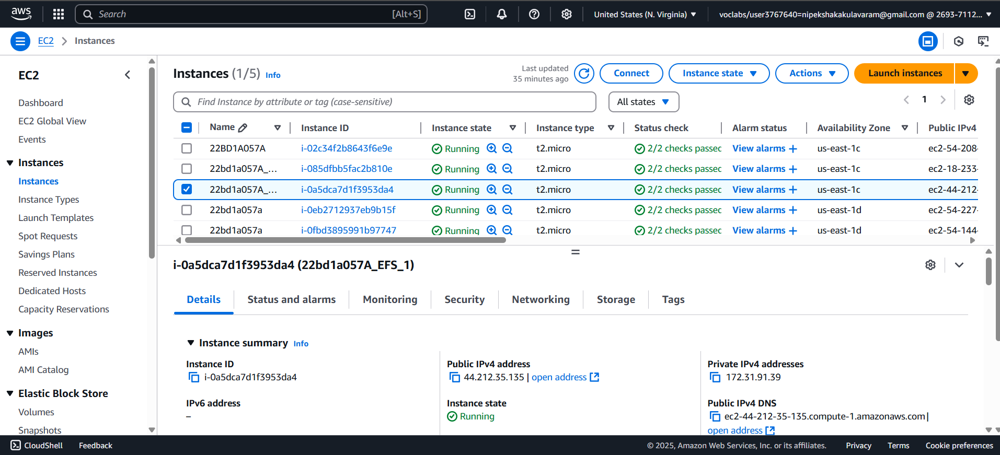 aws
Search [Alt+S]
United States (N. Virginia)
voclabs/user3767640=nipekshakakulavaram@gmail.com @ 2693-7112...
EC2 Instances
EC2
Dashboard
EC2 Global View
Events
Instances
Instances
Instance Types
Launch Templates
Spot Requests
Savings Plans
Reserved Instances
Dedicated Hosts
Capacity Reservations
Images
AMIs
AMI Catalog
Elastic Block Store
Volumes
Snapshots
Instances (1/5) Info
Last updated
35 minutes ago
Connect
Instance state
Actions
Launch instances
Find Instance by attribute or tag (case-sensitive)
All states
1
Name Instance ID Instance state Instance type Status check Alarm status Availability Zone Public IPv4
22BD1A057A i-02c34f2b8643f6e9e Running t2.micro 2/2 checks passed View alarms us-east-1c ec2-54-208-
22bd1a057A_... i-085dfbb5fac2b810e Running t2.micro 2/2 checks passed View alarms us-east-1c ec2-18-233-
22bd1a057A_... i-0a5dca7d1f3953da4 Running t2.micro 2/2 checks passed View alarms us-east-1c ec2-44-212-
22bd1a057a i-0eb2712937eb9b15f Running t2.micro 2/2 checks passed View alarms us-east-1d ec2-54-227-
22bd1a057a i-0fbd3895991b97747 Running t2.micro 2/2 checks passed View alarms us-east-1d ec2-54-144-
i-0a5dca7d1f3953da4 (22bd1a057A_EFS_1)
Details Status and alarms Monitoring Security Networking Storage Tags
Instance summary Info
Instance ID
i-0a5dca7d1f3953da4
Public IPv4 address
44.212.35.135 | open address
Private IPv4 addresses
172.31.91.39
IPv6 address
–
Instance state
Running
Public IPv4 DNS
ec2-44-212-35-135.compute-1.amazonaws.com |
open address
CloudShell Feedback
© 2025, Amazon Web Services, Inc. or its affiliates. Privacy Terms Cookie preferences